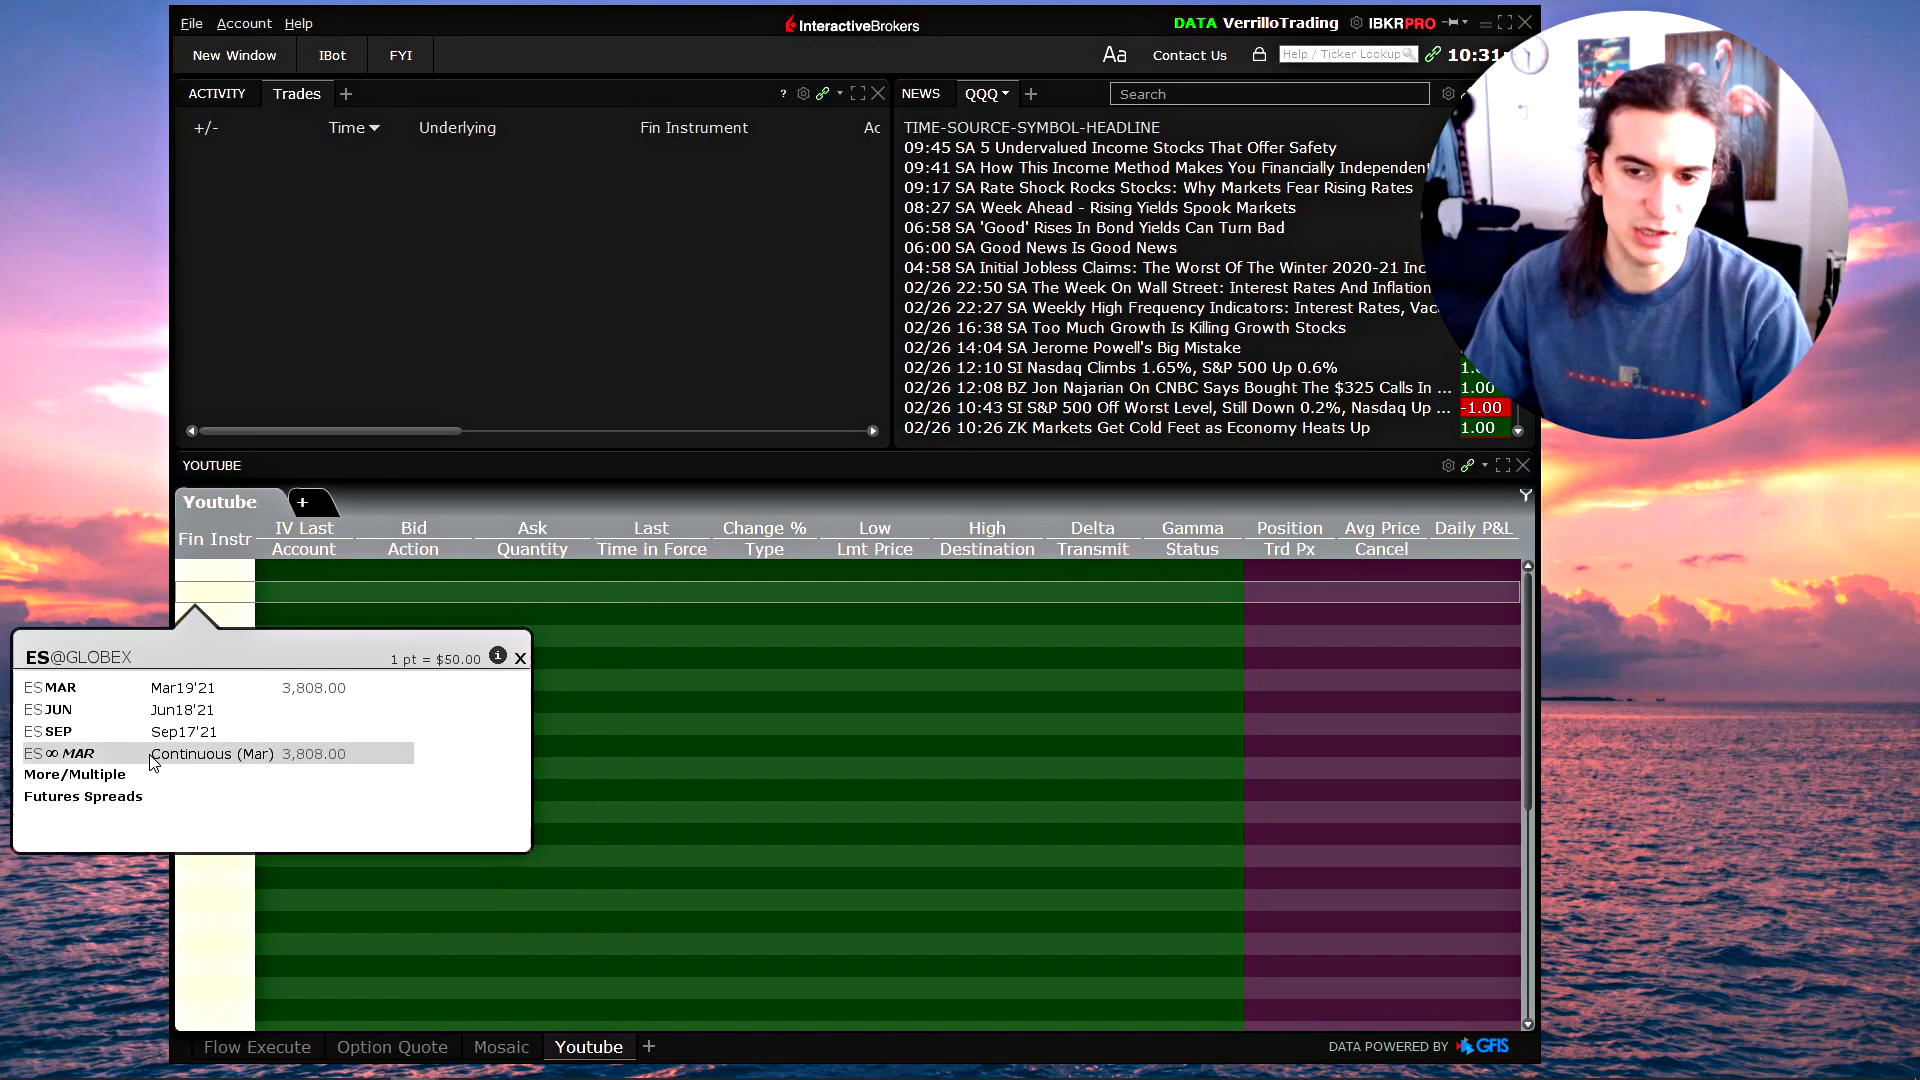 File Account Help
InteractiveBrokers
DATA VerrilloTrading IBKRPRO
New Window IBot FYI
Aa Contact Us Help / Ticker Lookup 10:31
ACTIVITY Trades +
?
+/- Time Underlying Fin Instrument Ac
NEWS QQQ + Search
TIME-SOURCE-SYMBOL-HEADLINE
09:45 SA 5 Undervalued Income Stocks That Offer Safety
09:41 SA How This Income Method Makes You Financially Independent
09:17 SA Rate Shock Rocks Stocks: Why Markets Fear Rising Rates
08:27 SA Week Ahead - Rising Yields Spook Markets
06:58 SA 'Good' Rises In Bond Yields Can Turn Bad
06:00 SA Good News Is Good News
04:58 SA Initial Jobless Claims: The Worst Of The Winter 2020-21 Inc
02/26 22:50 SA The Week On Wall Street: Interest Rates And Inflation
02/26 22:27 SA Weekly High Frequency Indicators: Interest Rates, Vac
02/26 16:38 SA Too Much Growth Is Killing Growth Stocks
02/26 14:04 SA Jerome Powell's Big Mistake
02/26 12:10 SI Nasdaq Climbs 1.65%, S&P 500 Up 0.6%
02/26 12:08 BZ Jon Najarian On CNBC Says Bought The $325 Calls In ... 1.00
02/26 10:43 SI S&P 500 Off Worst Level, Still Down 0.2%, Nasdaq Up ... -1.00
02/26 10:26 ZK Markets Get Cold Feet as Economy Heats Up 1.00
YOUTUBE
Youtube +
Fin Instr IV Last Bid Ask Last Change % Low High Delta Gamma Position Avg Price Daily P&L
Account Action Quantity Time in Force Type Lmt Price Destination Transmit Status Trd Px Cancel
ES@GLOBEX 1 pt = $50.00 i X
ES MAR Mar19'21 3,808.00
ES JUN Jun18'21
ES SEP Sep17'21
ES ∞ MAR Continuous (Mar) 3,808.00
More/Multiple
Futures Spreads
Flow Execute Option Quote Mosaic Youtube +
DATA POWERED BY GFIS